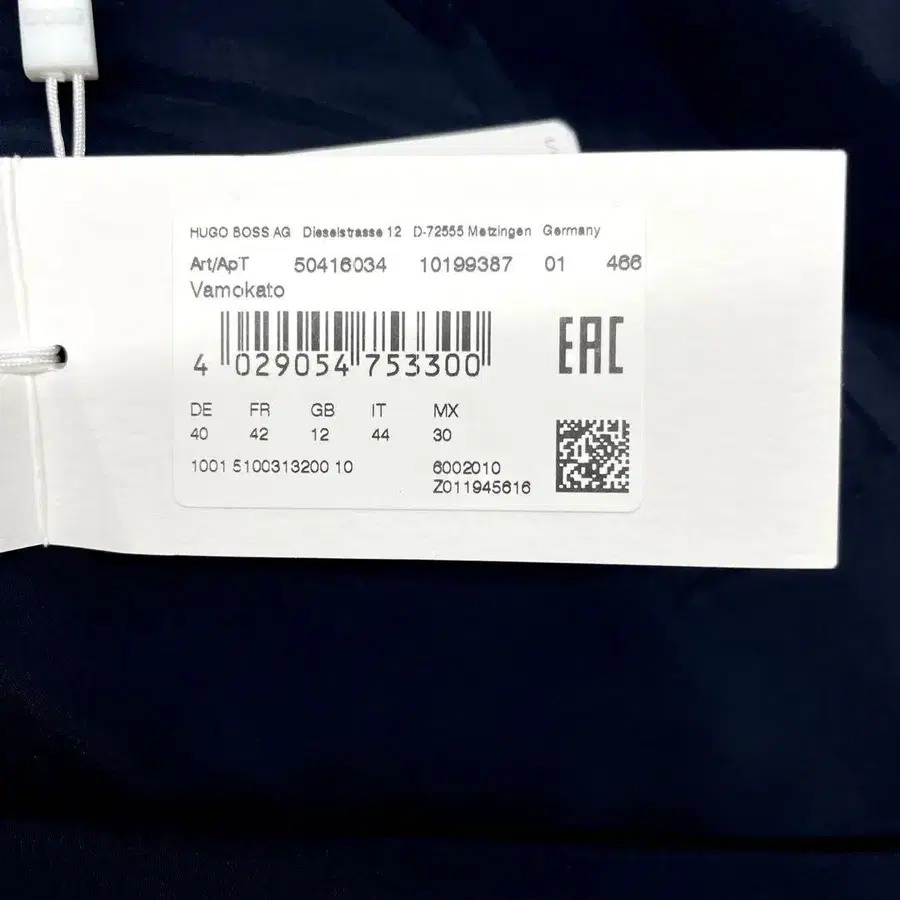 HUGO BOSS AG Dieselstrasse 12 D-72555 Metzingen Germany
Art/ApT 50416034 10199387 01 466
Vamokato
4 029054 753300
EAC
DE FR GB IT MX
40 42 12 44 30
1001 5100313200 10 6002010
Z011945616